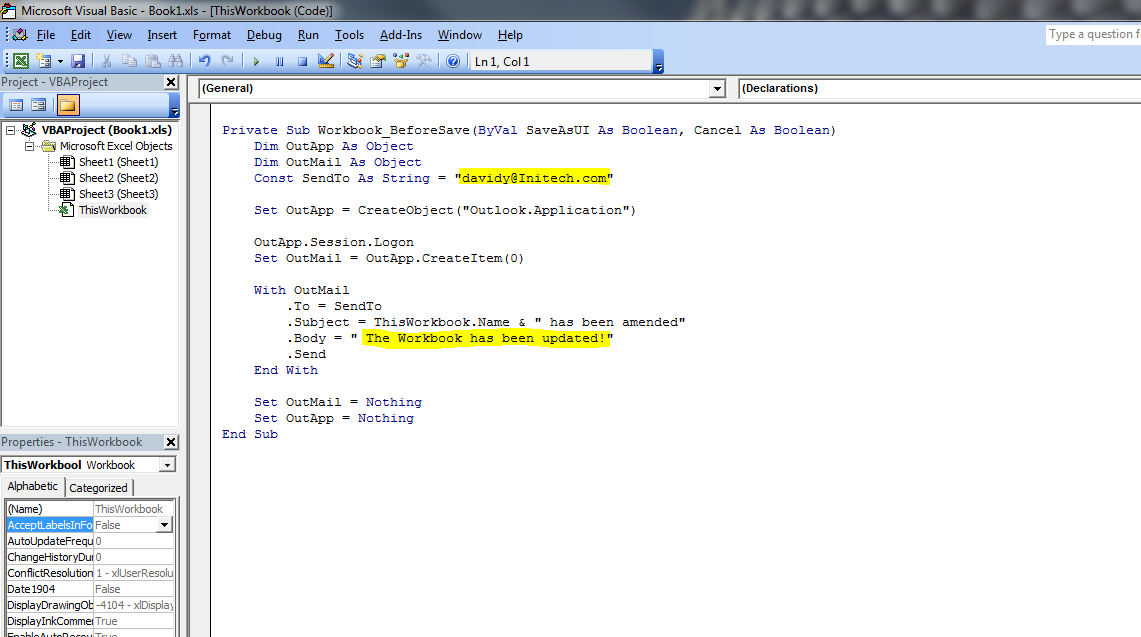 Microsoft Visual Basic - Book1.xls - [ThisWorkbook (Code)]
File Edit View Insert Format Debug Run Tools Add-Ins Window Help
Type a question f
Ln 1, Col 1
Project - VBAProject
(General)
(Declarations)
VBAProject (Book1.xls)
Microsoft Excel Objects
Sheet1 (Sheet1)
Sheet2 (Sheet2)
Sheet3 (Sheet3)
ThisWorkbook
Private Sub Workbook_BeforeSave(ByVal SaveAsUI As Boolean, Cancel As Boolean)
Dim OutApp As Object
Dim OutMail As Object
Const SendTo As String = "davidy@Initech.com"
Set OutApp = CreateObject("Outlook.Application")
OutApp.Session.Logon
Set OutMail = OutApp.CreateItem(0)
With OutMail
.To = SendTo
.Subject = ThisWorkbook.Name & " has been amended"
.Body = " The Workbook has been updated!"
.Send
End With
Set OutMail = Nothing
Set OutApp = Nothing
End Sub
Properties - ThisWorkbook
ThisWorkbool Workbook
Alphabetic Categorized
(Name) ThisWorkbook
AcceptLabelsInFo False
AutoUpdateFrequ 0
ChangeHistoryDur 0
ConflictResolution 1 - xlUserResolu
Date1904 False
DisplayDrawingOb -4104 - xlDisplay
DisplayInkCommer True
EnableAutoRecov True